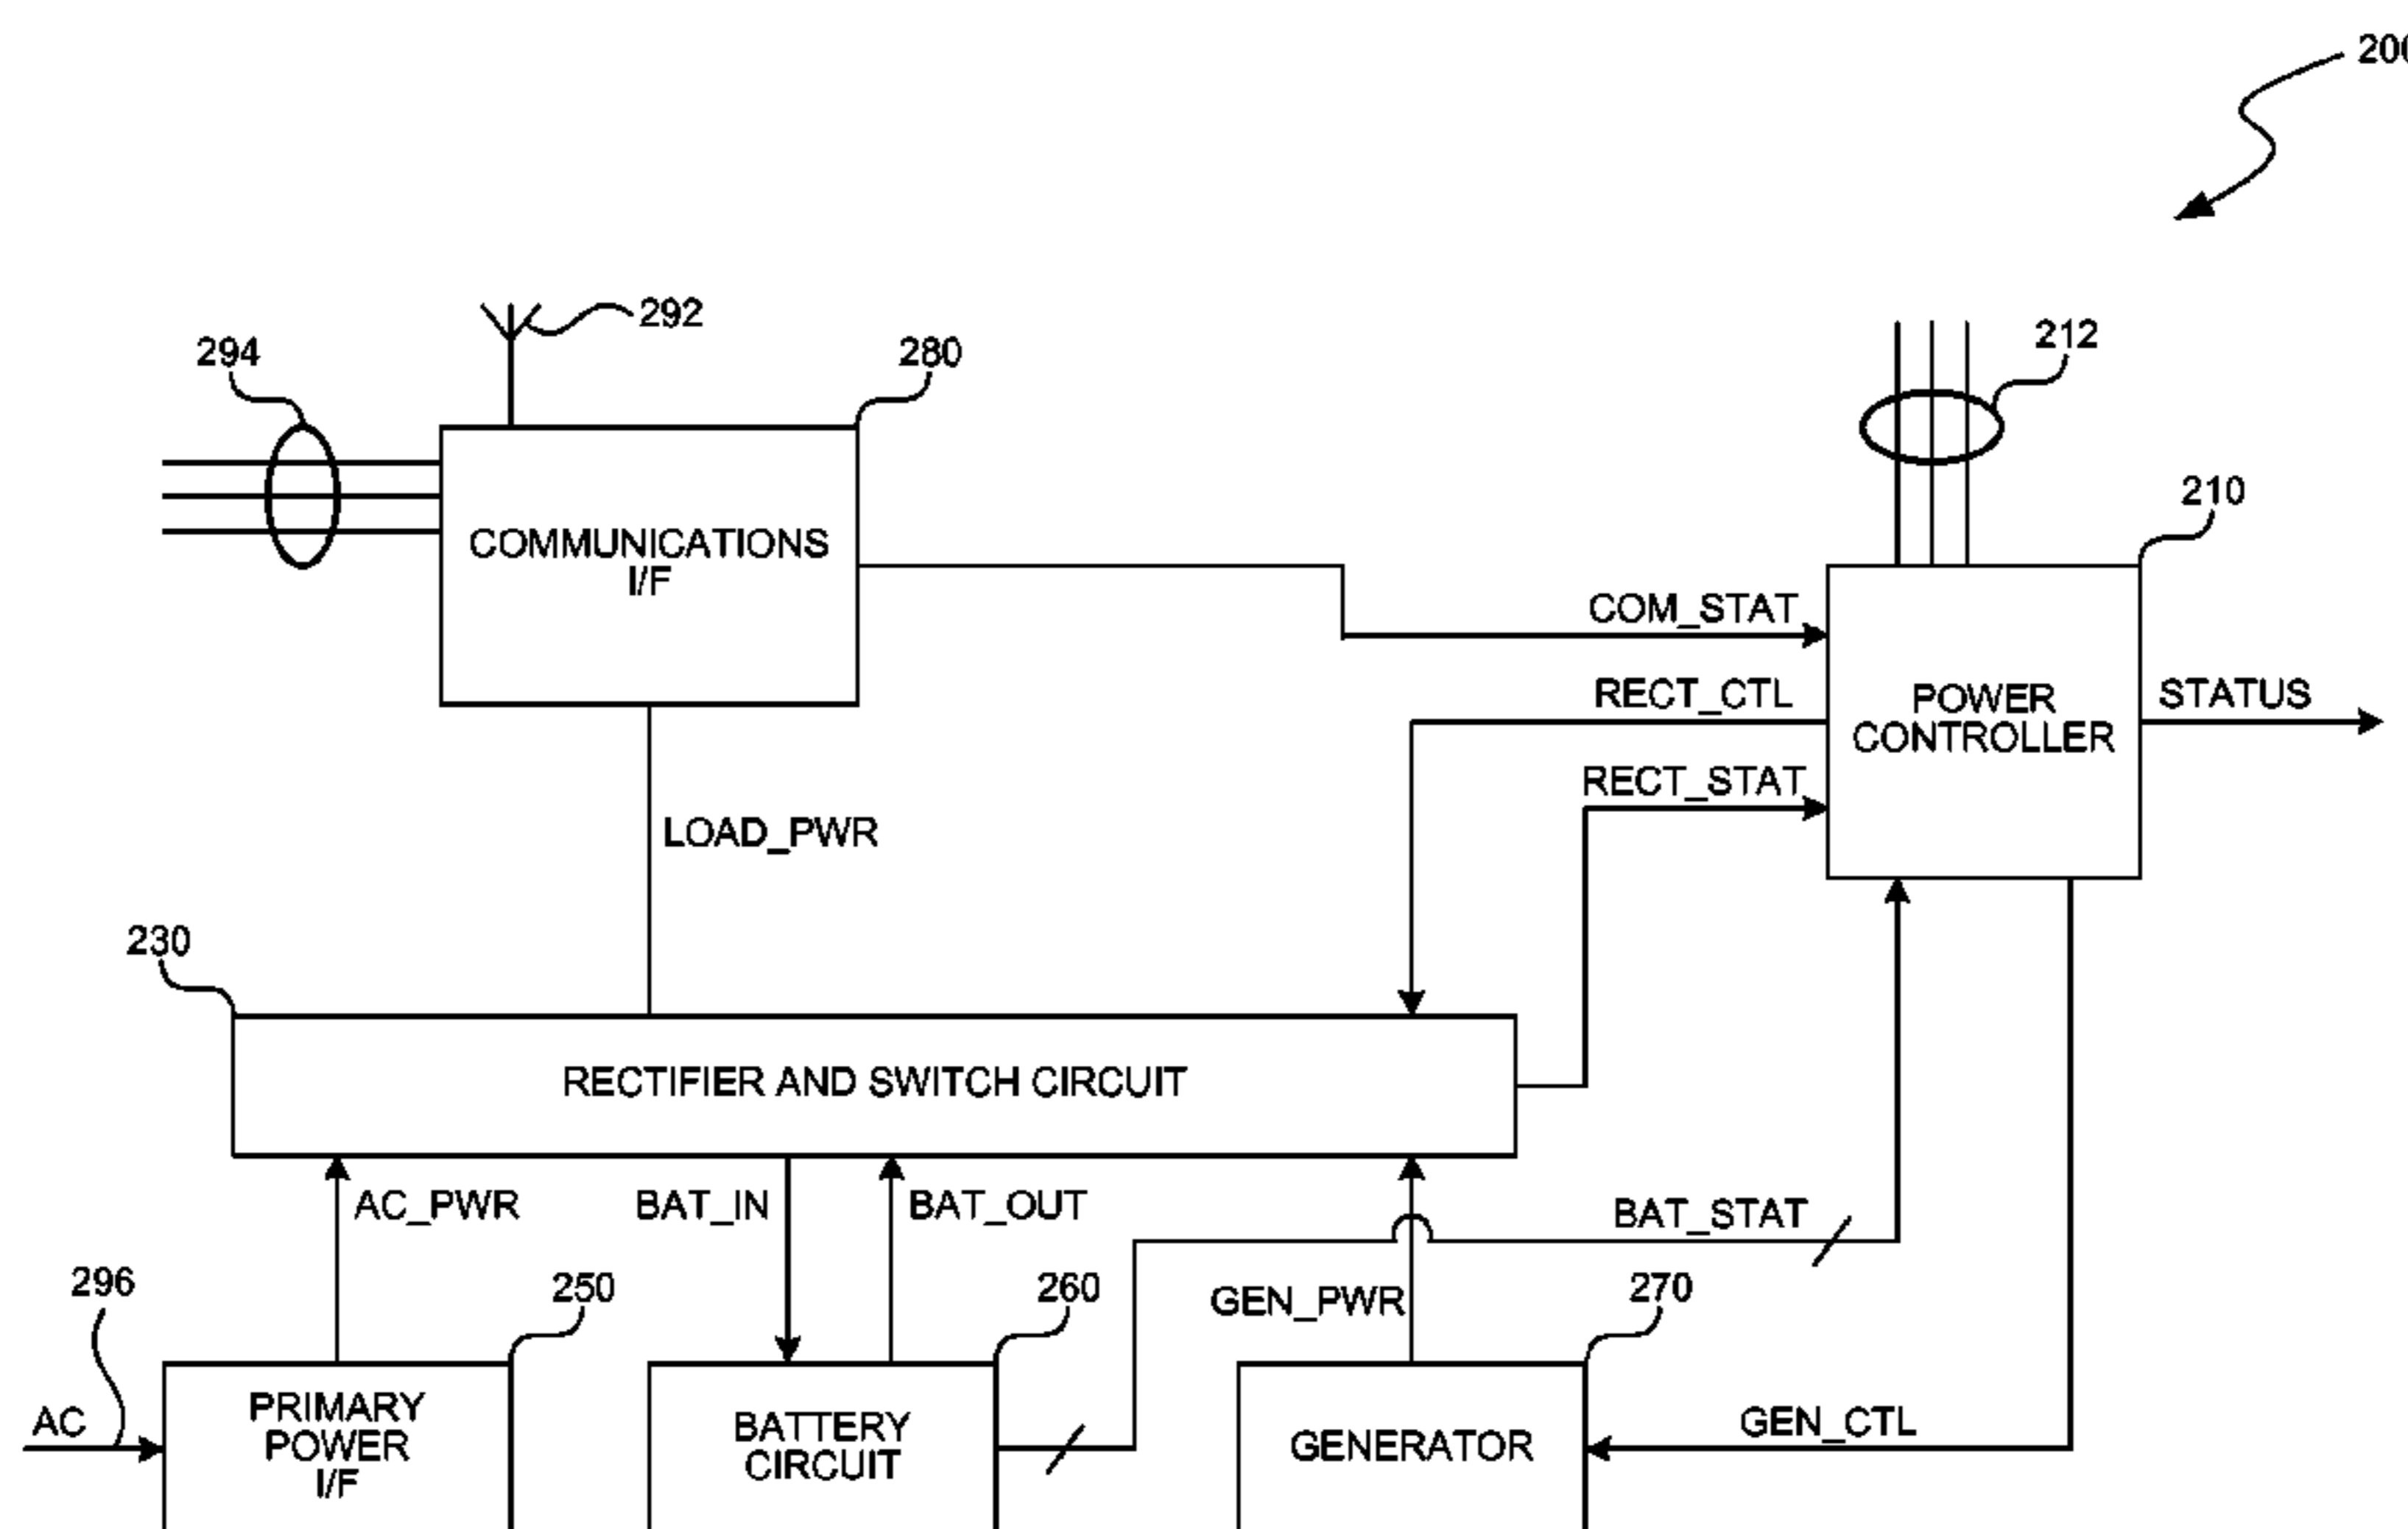 200
292
294
280
212
210
COMMUNICATIONS
I/F
COM_STAT
RECT_CTL
POWER
CONTROLLER
STATUS
RECT_STAT
LOAD_PWR
230
RECTIFIER AND SWITCH CIRCUIT
AC_PWR
BAT_IN
BAT_OUT
BAT_STAT
296
250
260
GEN_PWR
270
AC
PRIMARY
POWER
I/F
BATTERY
CIRCUIT
GENERATOR
GEN_CTL